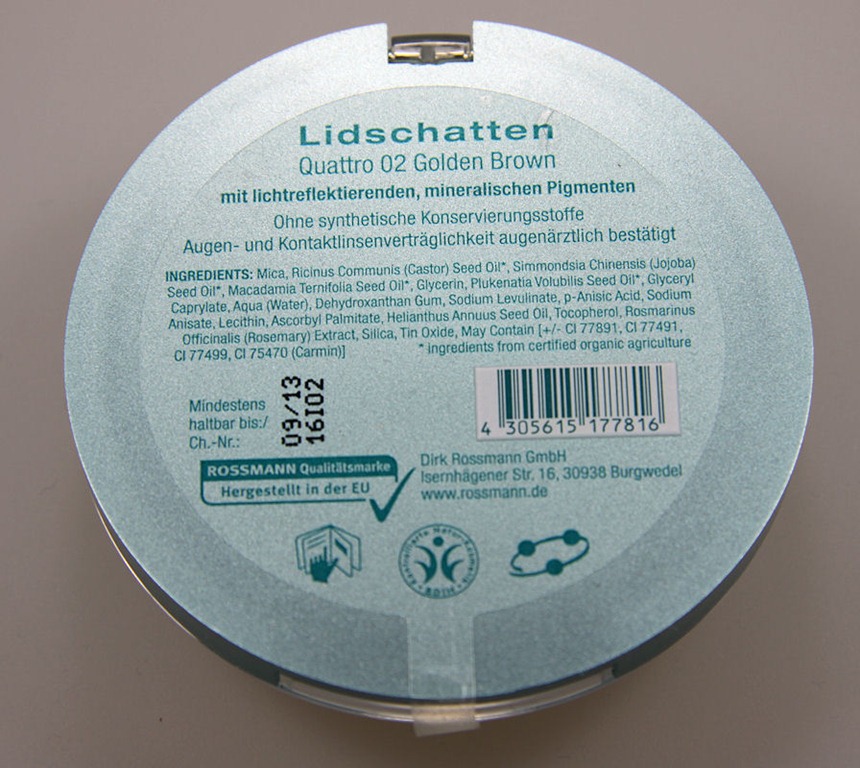 Lidschatten
Quattro 02 Golden Brown
mit lichtreflektierenden, mineralischen Pigmenten
Ohne synthetische Konservierungsstoffe
Augen- und Kontaktlinsenverträglichkeit augenärztlich bestätigt
INGREDIENTS: Mica, Ricinus Communis (Castor) Seed Oil*, Simmondsia Chinensis (Jojoba)
Seed Oil*, Macadamia Ternifolia Seed Oil*, Glycerin, Plukenatia Volubilis Seed Oil*, Glyceryl
Caprylate, Aqua (Water), Dehydroxanthan Gum, Sodium Levulinate, p-Anisic Acid, Sodium
Anisate, Lecithin, Ascorbyl Palmitate, Helianthus Annuus Seed Oil, Tocopherol, Rosmarinus
Officinalis (Rosemary) Extract, Silica, Tin Oxide, May Contain [+/- CI 77891, CI 77491,
CI 77499, CI 75470 (Carmin)]
* ingredients from certified organic agriculture
Mindestens
haltbar bis:/
Ch.-Nr.:
09/13
16I02
4 305615 177816
ROSSMANN Qualitätsmarke
Hergestellt in der EU
Dirk Rossmann GmbH
Isernhägener Str. 16, 30938 Burgwedel
www.rossmann.de
Kontrollierte Natur-Kosmetik
BDIH